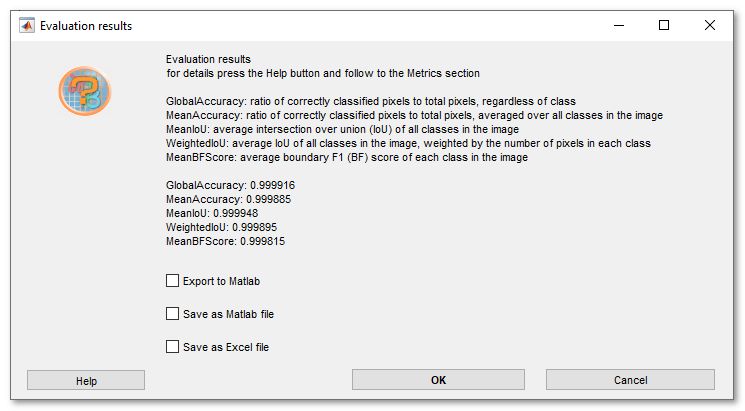 Evaluation results
Evaluation results
for details press the Help button and follow to the Metrics section
GlobalAccuracy: ratio of correctly classified pixels to total pixels, regardless of class
MeanAccuracy: ratio of correctly classified pixels to total pixels, averaged over all classes in the image
MeanIoU: average intersection over union (IoU) of all classes in the image
WeightedIoU: average IoU of all classes in the image, weighted by the number of pixels in each class
MeanBFScore: average boundary F1 (BF) score of each class in the image
GlobalAccuracy: 0.999916
MeanAccuracy: 0.999885
MeanIoU: 0.999948
WeightedIoU: 0.999895
MeanBFScore: 0.999815
Export to Matlab
Save as Matlab file
Save as Excel file
Help
OK
Cancel